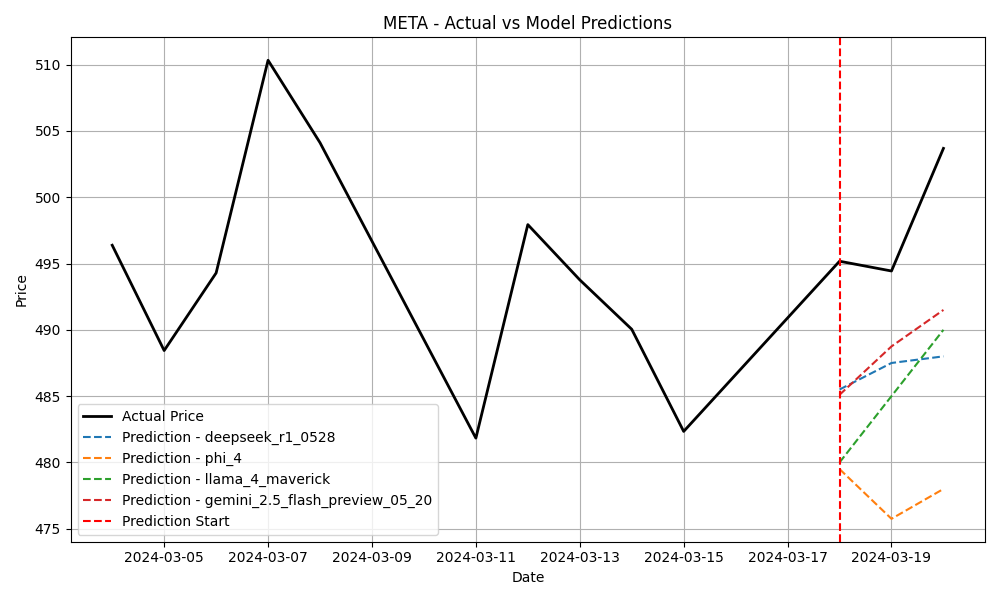 META - Actual vs Model Predictions
Price
510
505
500
495
490
485
480
475
Actual Price
Prediction - deepseek_r1_0528
Prediction - phi_4
Prediction - llama_4_maverick
Prediction - gemini_2.5_flash_preview_05_20
Prediction Start
2024-03-05 2024-03-07 2024-03-09 2024-03-11 2024-03-13 2024-03-15 2024-03-17 2024-03-19
Date